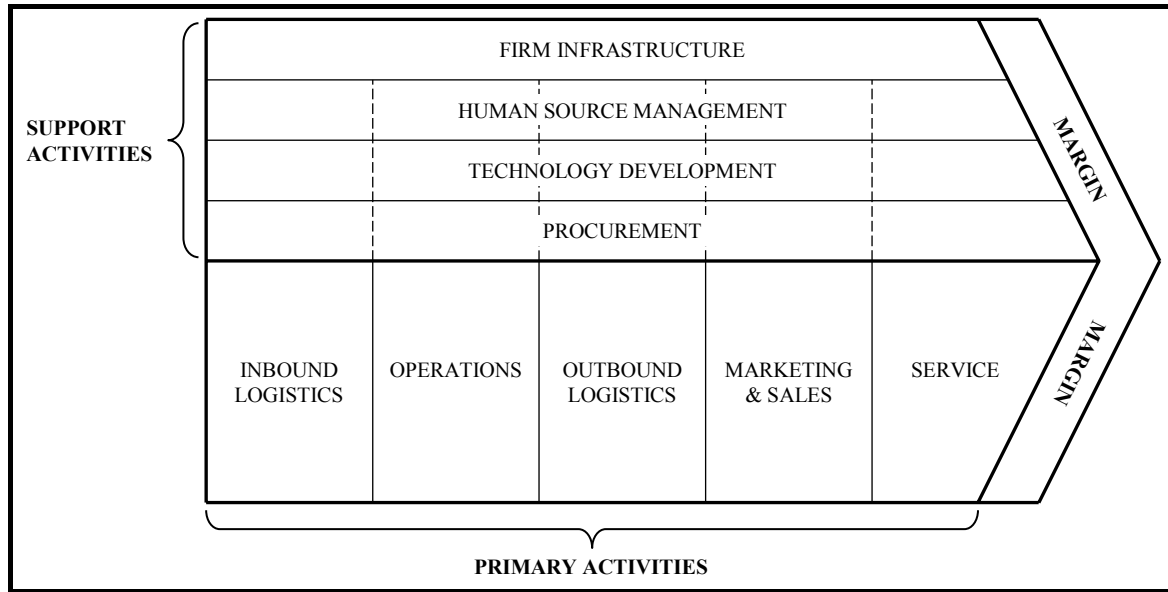 FIRM INFRASTRUCTURE
HUMAN SOURCE MANAGEMENT
SUPPORT
ACTIVITIES
TECHNOLOGY DEVELOPMENT
PROCUREMENT
MARGIN
INBOUND
LOGISTICS
OPERATIONS
OUTBOUND
LOGISTICS
MARKETING
& SALES
SERVICE
MARGIN
PRIMARY ACTIVITIES